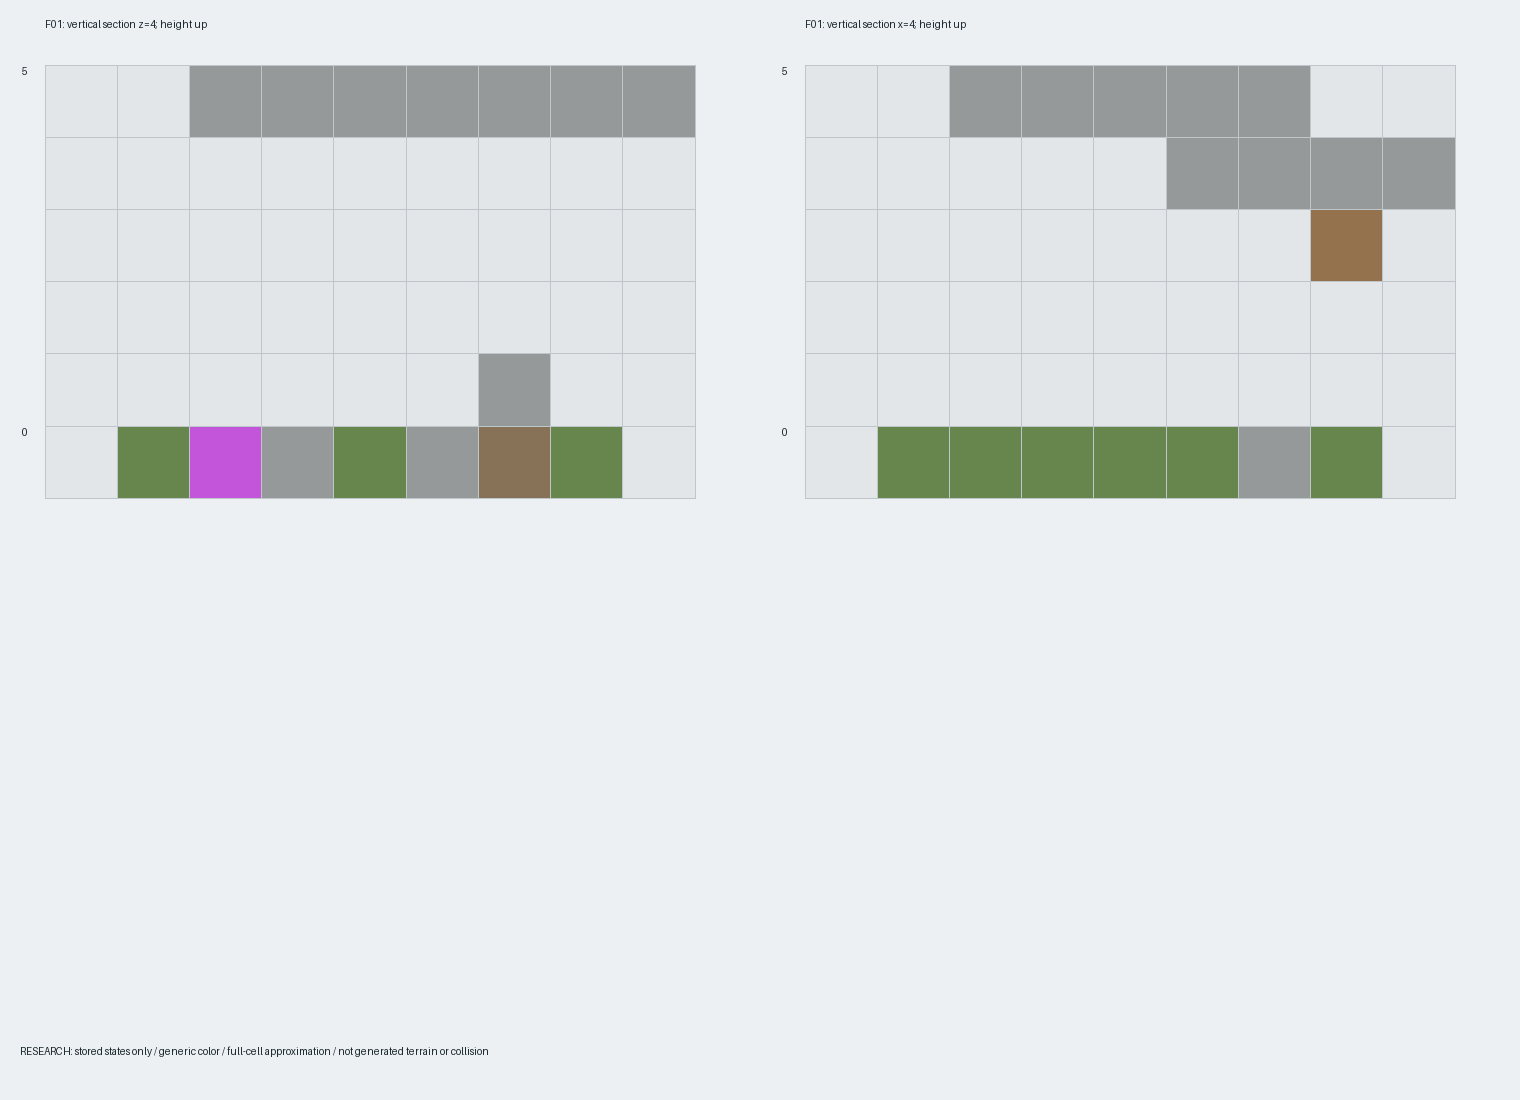 F01: vertical section z=4; height up
F01: vertical section x=4; height up
5
5
0
0
RESEARCH: stored states only / generic color / full-cell approximation / not generated terrain or collision